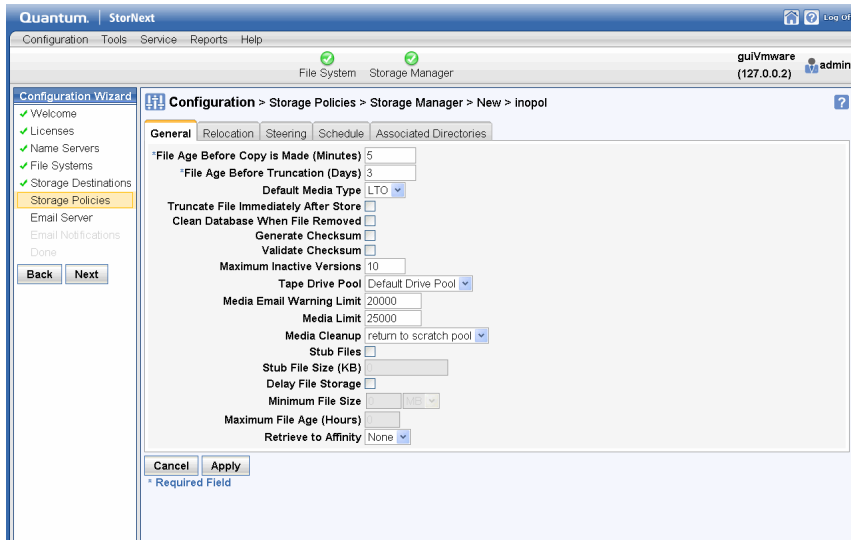 Quantum. StorNext
Log Off
Configuration Tools Service Reports Help
File System Storage Manager
guiVmware
(127.0.0.2)
admin
Configuration Wizard
Welcome
Licenses
Name Servers
File Systems
Storage Destinations
Storage Policies
Email Server
Email Notifications
Done
Back Next
Configuration > Storage Policies > Storage Manager > New > inopol
?
General Relocation Steering Schedule Associated Directories
*File Age Before Copy is Made (Minutes) 5
*File Age Before Truncation (Days) 3
Default Media Type LTO
Truncate File Immediately After Store
Clean Database When File Removed
Generate Checksum
Validate Checksum
Maximum Inactive Versions 10
Tape Drive Pool Default Drive Pool
Media Email Warning Limit 20000
Media Limit 25000
Media Cleanup return to scratch pool
Stub Files
Stub File Size (KB) 0
Delay File Storage
Minimum File Size 0 MB
Maximum File Age (Hours) 0
Retrieve to Affinity None
Cancel Apply
* Required Field